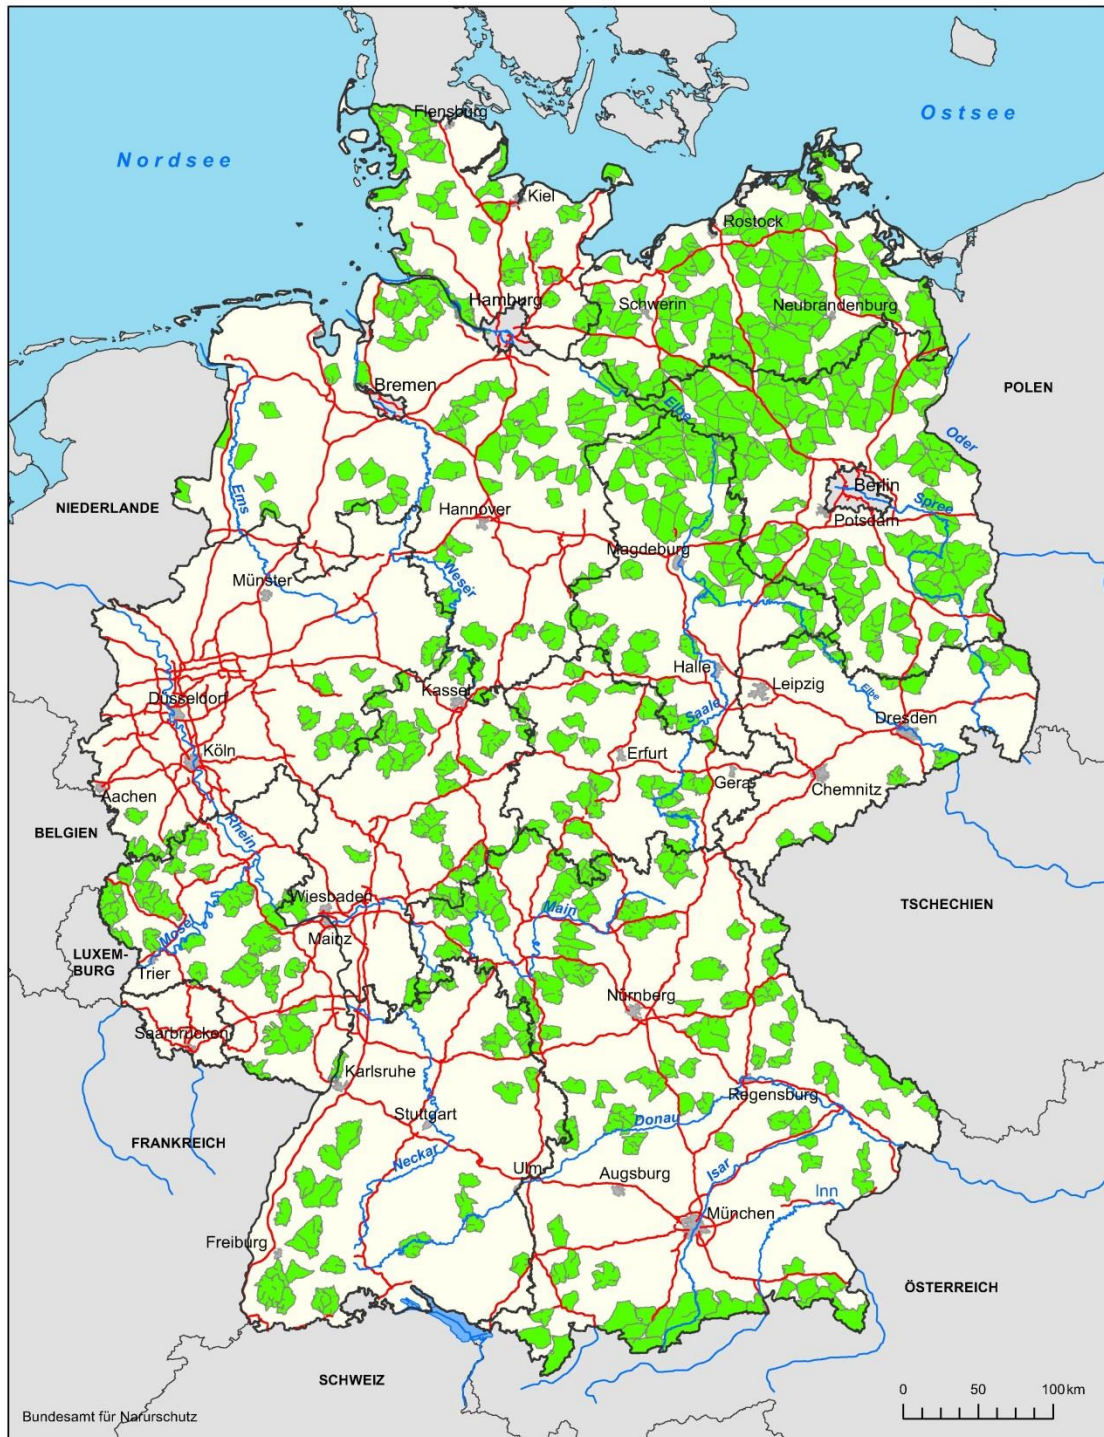 Flensburg
Ostsee
Nordsee
Kiel
Rostock
Hamburg
Schwerin
Neubrandenburg
Bremen
POLEN
Elbe
Oder
Ems
Berlin
NIEDERLANDE
Hannover
Spree
Potsdam
Magdeburg
Münster
Weser
Halle
Leipzig
Kassel
Düsseldorf
Elbe
Saale
Dresden
Köln
Erfurt
Gera
Chemnitz
Aachen
BELGIEN
Rhein
Wiesbaden
Main
TSCHECHIEN
Mosel
Mainz
LUXEM-
BURG
Trier
Nürnberg
Saarbrücken
Karlsruhe
Regensburg
Stuttgart
Donau
FRANKREICH
Neckar
Ulm
Augsburg
Isar
Inn
München
Freiburg
ÖSTERREICH
SCHWEIZ
0 50 100 km
Bundesamt für Narurschutz